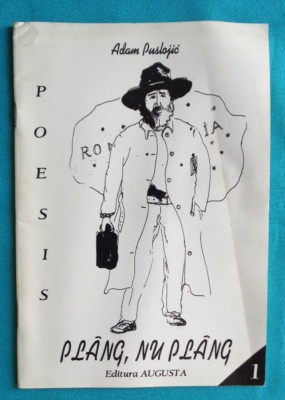 Adam Puslojić
POESIS
RO
IA
PLÂNG, NU PLÂNG
Editura AUGUSTA
1